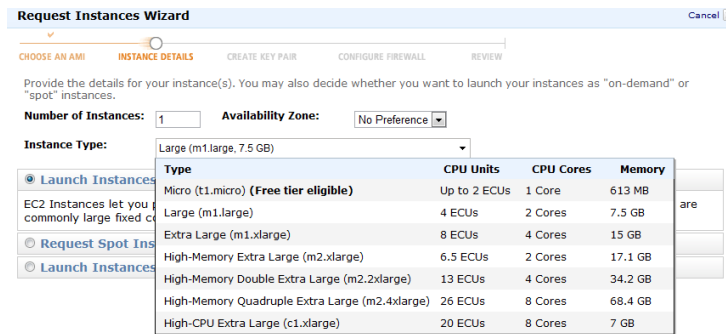 Request Instances Wizard
Cancel
CHOOSE AN AMI INSTANCE DETAILS CREATE KEY PAIR CONFIGURE FIREWALL REVIEW
Provide the details for your instance(s). You may also decide whether you want to launch your instances as "on-demand" or
"spot" instances.
Number of Instances: 1 Availability Zone: No Preference
Instance Type: Large (m1.large, 7.5 GB)
Type CPU Units CPU Cores Memory
Micro (t1.micro) (Free tier eligible) Up to 2 ECUs 1 Core 613 MB
Large (m1.large) 4 ECUs 2 Cores 7.5 GB
Extra Large (m1.xlarge) 8 ECUs 4 Cores 15 GB
High-Memory Extra Large (m2.xlarge) 6.5 ECUs 2 Cores 17.1 GB
High-Memory Double Extra Large (m2.2xlarge) 13 ECUs 4 Cores 34.2 GB
High-Memory Quadruple Extra Large (m2.4xlarge) 26 ECUs 8 Cores 68.4 GB
High-CPU Extra Large (c1.xlarge) 20 ECUs 8 Cores 7 GB
Launch Instances
EC2 Instances let you are
commonly large fixed
Request Spot
Launch Instances